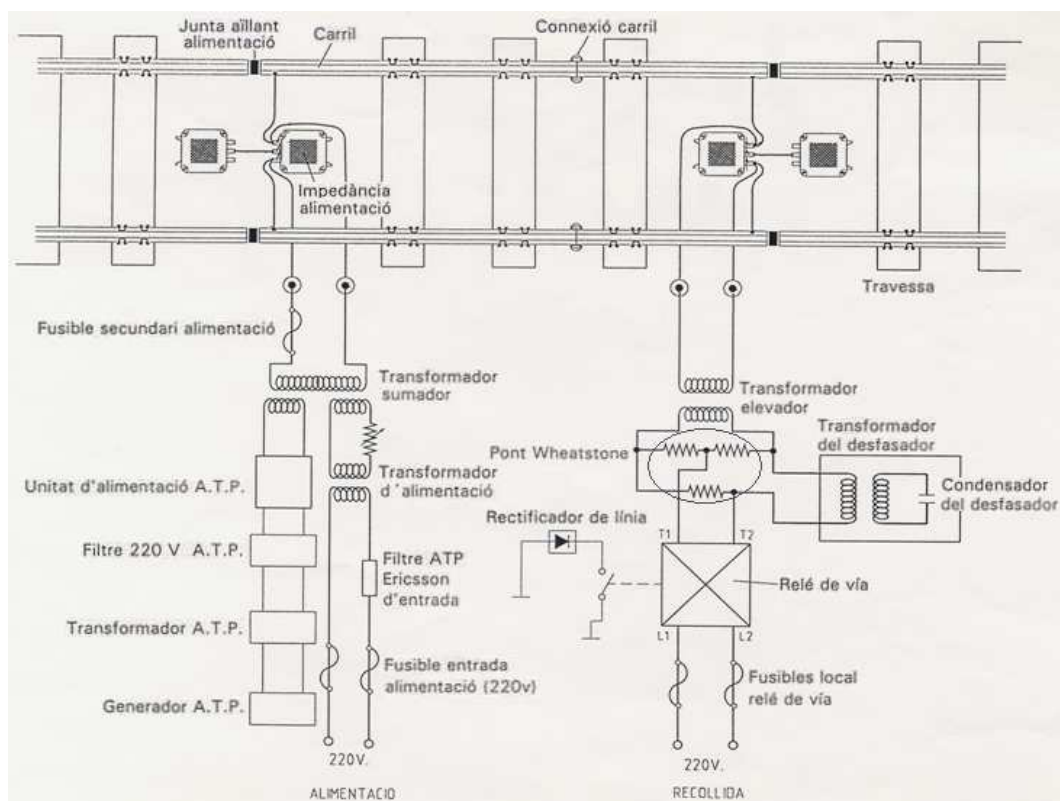 Junta aïllant
alimentació
Carril
Connexió carril
Impedància
alimentació
Travessa
Fusible secundari alimentació
Transformador
sumador
Transformador
elevador
Transformador
del desfasador
Pont Wheatstone
Condensador
del desfasador
Unitat d'alimentació A.T.P.
Transformador
d'alimentació
Rectificador de línia
T1
T2
Filtre 220 V A.T.P.
Filtre ATP
Ericsson
d'entrada
Relé de vía
Transformador A.T.P.
L1
L2
Fusible entrada
alimentació (220v)
Fusibles local
relé de vía
Generador A.T.P.
220V.
220V.
ALIMENTACIO
RECOLLIDA